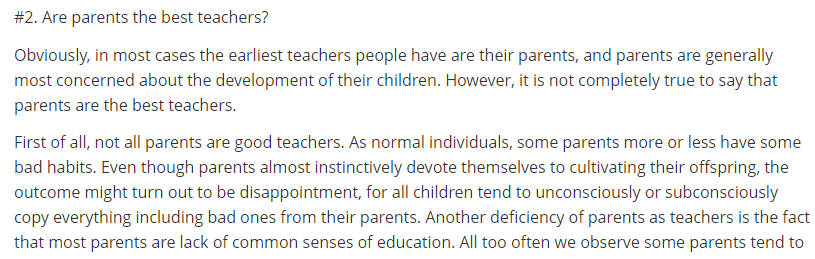 #2. Are parents the best teachers?
Obviously, in most cases the earliest teachers people have are their parents, and parents are generally
most concerned about the development of their children. However, it is not completely true to say that
parents are the best teachers.
First of all, not all parents are good teachers. As normal individuals, some parents more or less have some
bad habits. Even though parents almost instinctively devote themselves to cultivating their offspring, the
outcome might turn out to be disappointment, for all children tend to unconsciously or subconsciously
copy everything including bad ones from their parents. Another deficiency of parents as teachers is the fact
that most parents are lack of common senses of education. All too often we observe some parents tend to